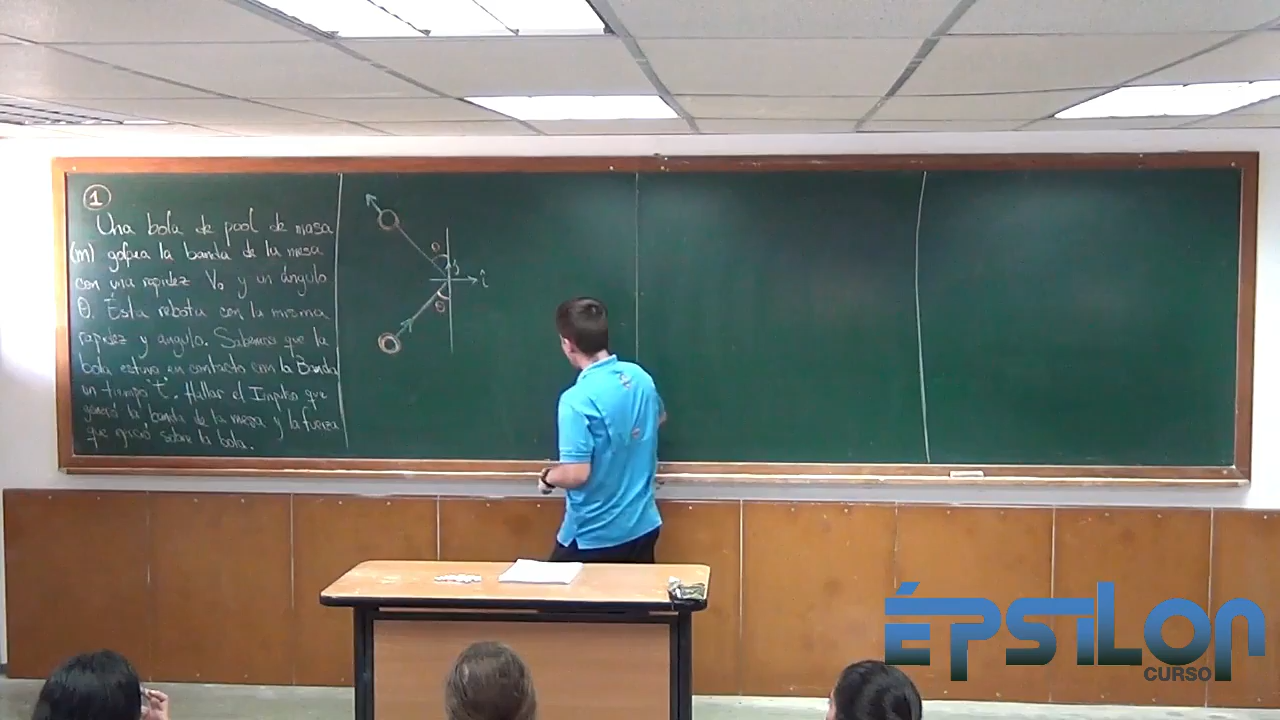 1
Una bola de pool de masa
(m) golpea la banda de la mesa
con una rapidez V₀ y un ángulo
θ. Ésta rebota con la misma
rapidez y angulo. Sabemos que la
bola estuvo en contacto con la Banda
un tiempo "t". Hallar el Impulso que
generó la banda de la mesa y la fuerza
que ejerció sobre la bola.
θ
ĵ
î
θ
ÉPSILON
CURSO